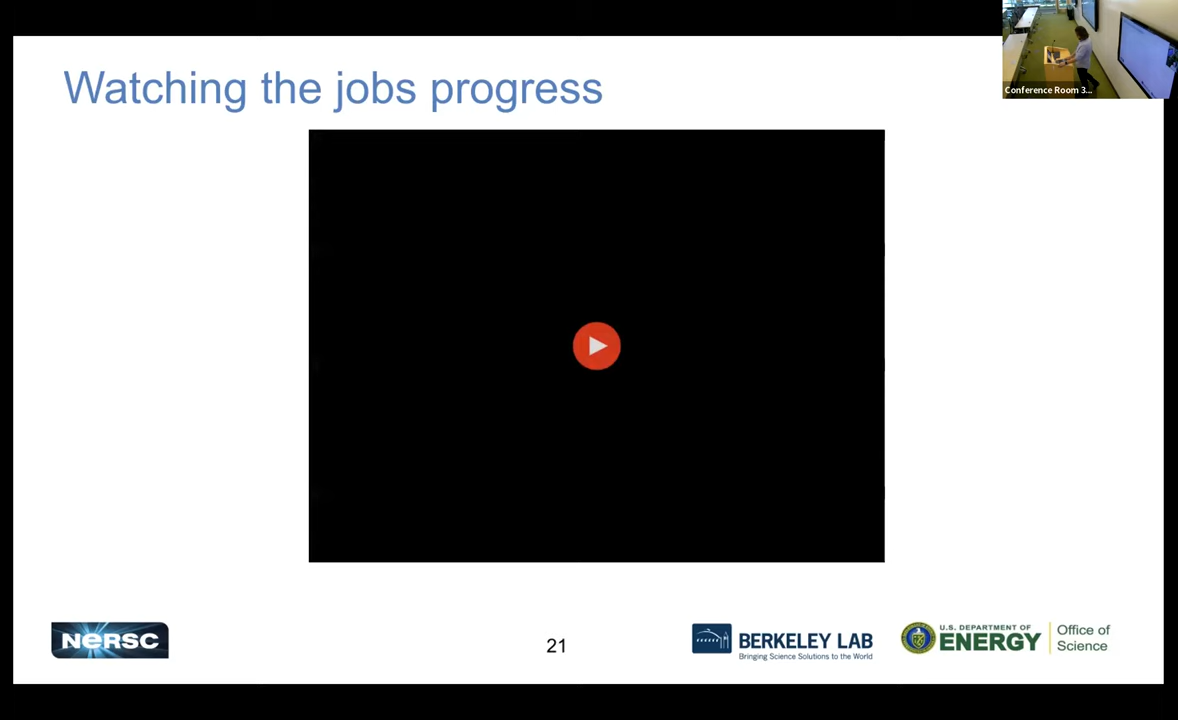 Watching the jobs progress
Conference Room 3...
NERSC
21
BERKELEY LAB
Bringing Science Solutions to the World
U.S. DEPARTMENT OF
ENERGY
Office of
Science